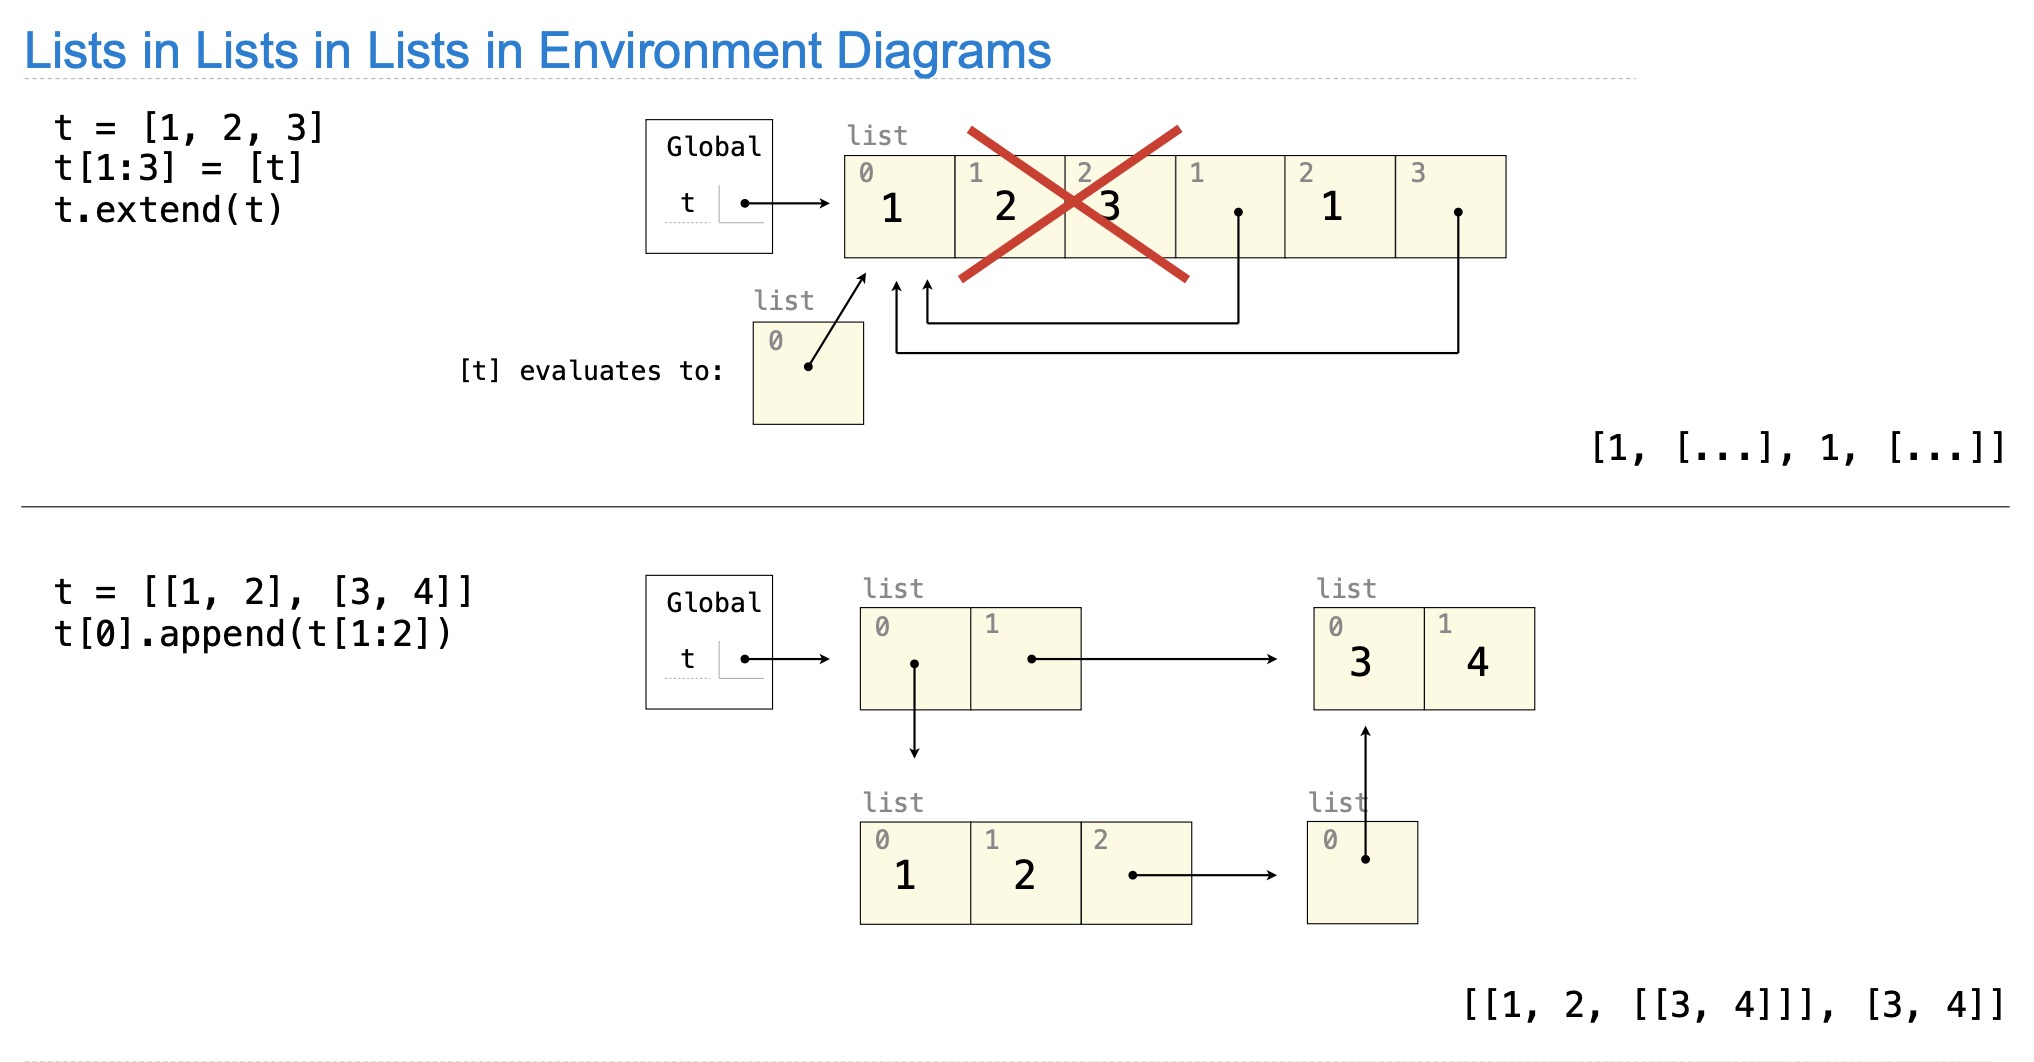 Lists in Lists in Lists in Environment Diagrams
t = [1, 2, 3]
t[1:3] = [t]
t.extend(t)
Global
t
list
0 1 2 1 2 3
1 2 3 1
list
0
[t] evaluates to:
[1, [...], 1, [...]]
t = [[1, 2], [3, 4]]
t[0].append(t[1:2])
Global
t
list
0 1
list
0 1
3 4
list
0 1 2
1 2
list
0
[[1, 2, [[3, 4]]], [3, 4]]